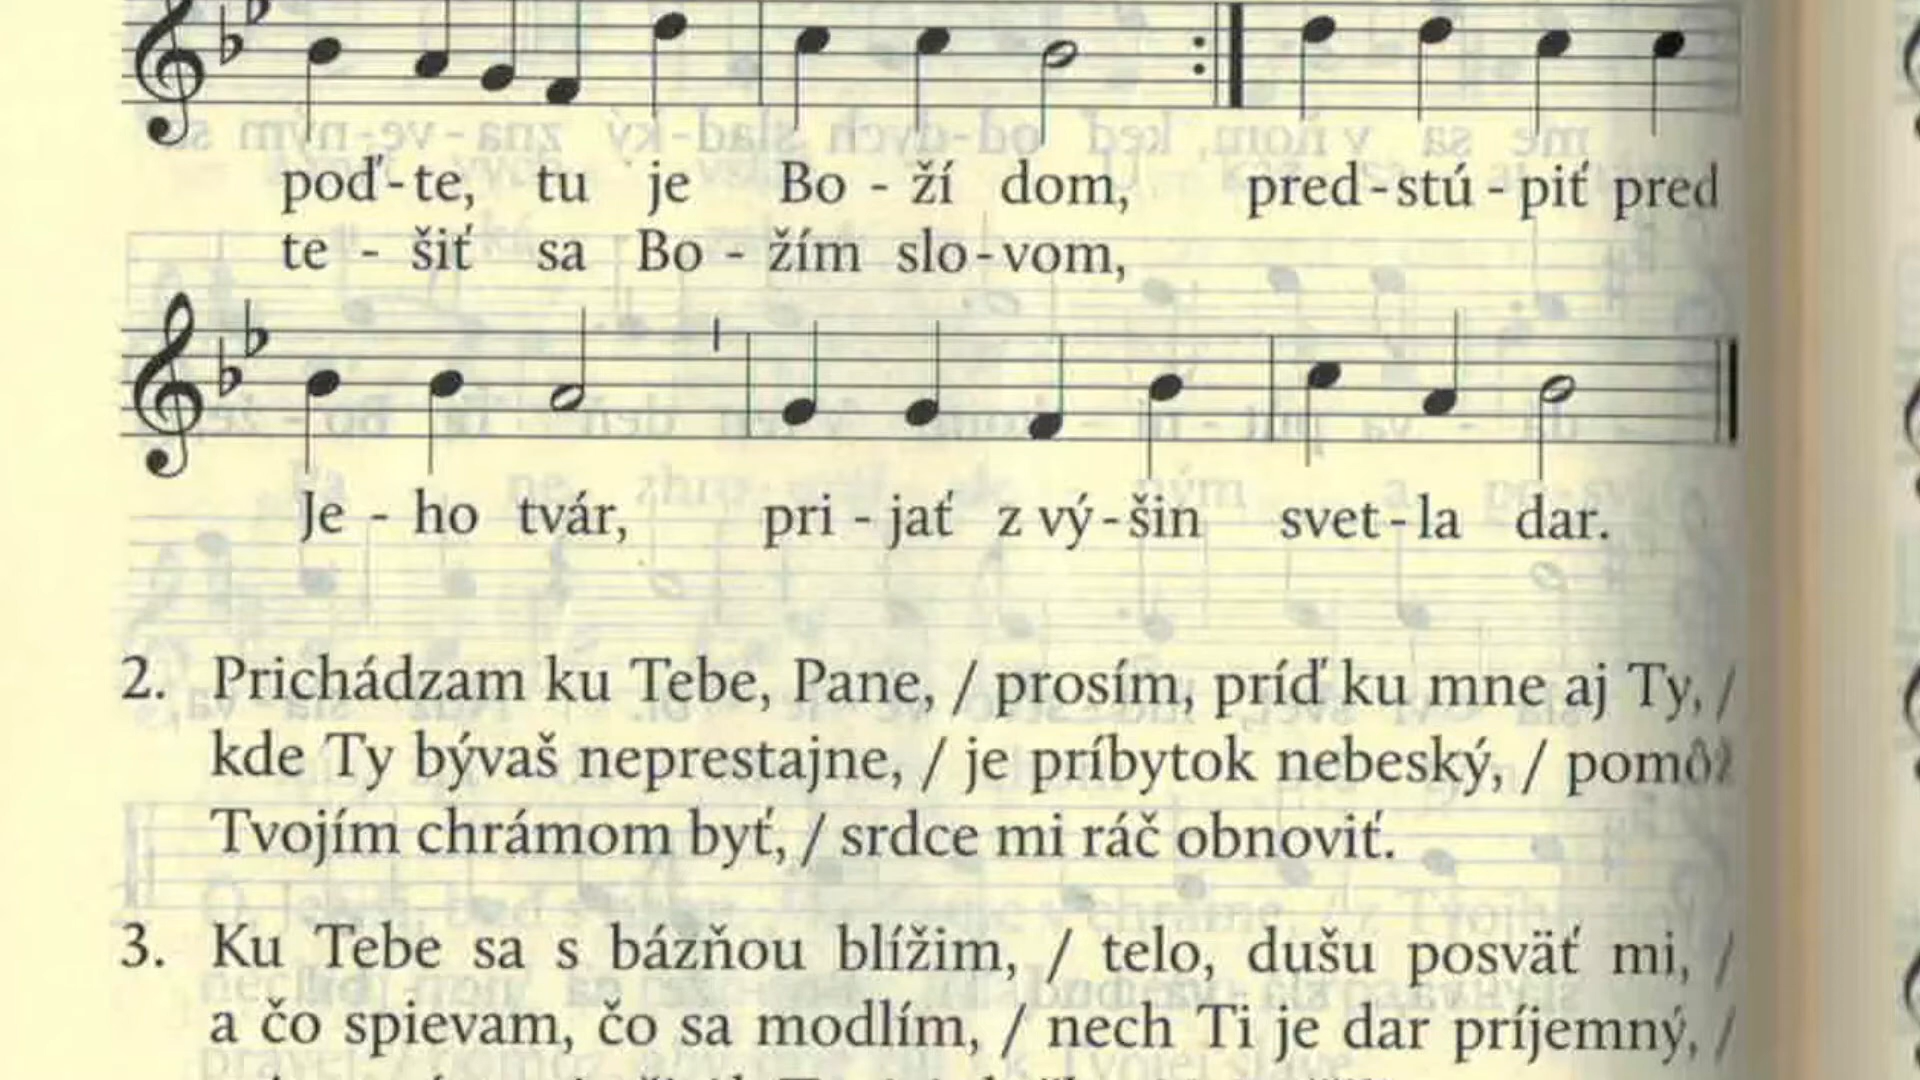 poď-te, tu je Bo - ží dom, pred-stú-piť pred
te - šiť sa Bo - žím slo-vom,
Je - ho tvár, pri - jať z vý-šin svet-la dar.
2. Prichádzam ku Tebe, Pane, / prosím, príď ku mne aj Ty, /
kde Ty bývaš neprestajne, / je príbytok nebeský, / pomôž
Tvojím chrámom byť, / srdce mi ráč obnoviť.
3. Ku Tebe sa s bázňou blížim, / telo, dušu posväť mi, /
a čo spievam, čo sa modlím, / nech Ti je dar príjemný, /